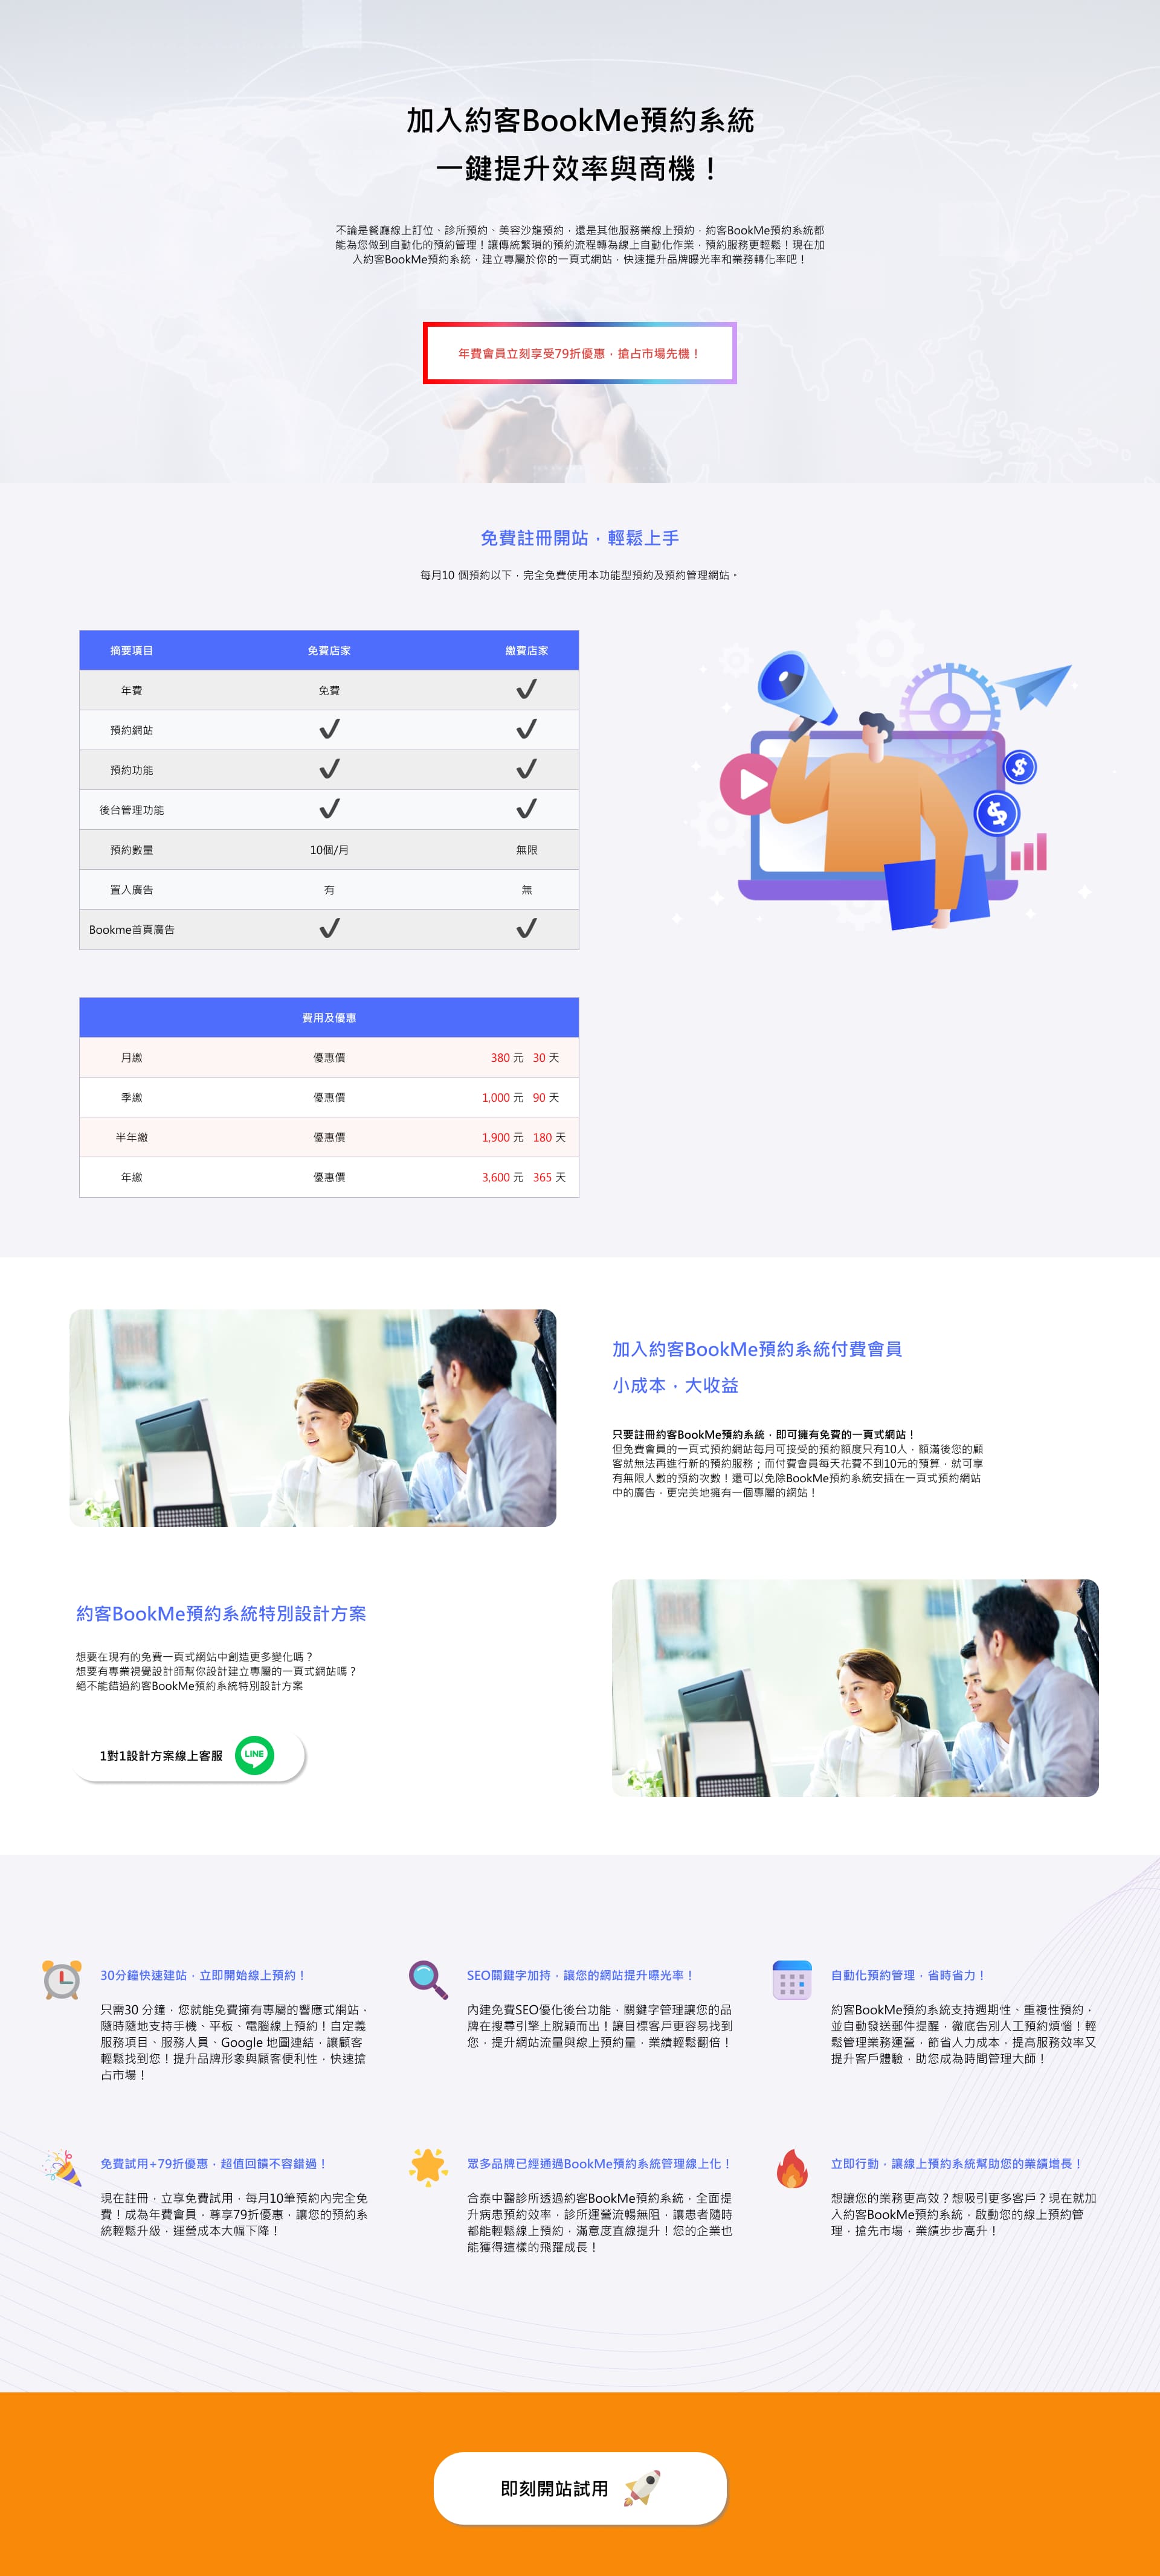 加入約客BookMe預約系統
一鍵提升效率與商機！
不論是餐廳線上訂位、診所預約、美容沙龍預約，還是其他服務業線上預約，約客BookMe預約系統都
能為您做到自動化的預約管理！讓傳統繁瑣的預約流程轉為線上自動化作業，預約服務更輕鬆！現在加
入約客BookMe預約系統，建立專屬於你的一頁式網站，快速提升品牌曝光率和業務轉化率吧！
年費會員立刻享受79折優惠，搶占市場先機！
免費註冊開站，輕鬆上手
每月10 個預約以下，完全免費使用本功能型預約及預約管理網站。
摘要項目 免費店家 繳費店家
年費 免費 ✔
預約網站 ✔ ✔
預約功能 ✔ ✔
後台管理功能 ✔ ✔
預約數量 10個/月 無限
置入廣告 有 無
Bookme首頁廣告 ✔ ✔
費用及優惠
月繳 優惠價 380 元 30 天
季繳 優惠價 1,000 元 90 天
半年繳 優惠價 1,900 元 180 天
年繳 優惠價 3,600 元 365 天
加入約客BookMe預約系統付費會員
小成本，大收益
只要註冊約客BookMe預約系統，即可擁有免費的一頁式網站！
但免費會員的一頁式預約網站每月可接受的預約額度只有10人，額滿後您的顧
客就無法再進行新的預約服務；而付費會員每天花費不到10元的預算，就可享
有無限人數的預約次數！還可以免除BookMe預約系統安插在一頁式預約網站
中的廣告，更完美地擁有一個專屬的網站！
約客BookMe預約系統特別設計方案
想要在現有的免費一頁式網站中創造更多變化嗎？
想要有專業視覺設計師幫你設計建立專屬的一頁式網站嗎？
絕不能錯過約客BookMe預約系統特別設計方案
1對1設計方案線上客服 LINE
30分鐘快速建站，立即開始線上預約！
只需30 分鐘，您就能免費擁有專屬的響應式網站，
隨時隨地支持手機、平板、電腦線上預約！自定義
服務項目、服務人員、Google 地圖連結，讓顧客
輕鬆找到您！提升品牌形象與顧客便利性，快速搶
占市場！
SEO關鍵字加持，讓您的網站提升曝光率！
內建免費SEO優化後台功能，關鍵字管理讓您的品
牌在搜尋引擎上脫穎而出！讓目標客戶更容易找到
您，提升網站流量與線上預約量，業績輕鬆翻倍！
自動化預約管理，省時省力！
約客BookMe預約系統支持週期性、重複性預約，
並自動發送郵件提醒，徹底告別人工預約煩惱！輕
鬆管理業務運營，節省人力成本，提高服務效率又
提升客戶體驗，助您成為時間管理大師！
免費試用+79折優惠，超值回饋不容錯過！
現在註冊，立享免費試用，每月10筆預約內完全免
費！成為年費會員，尊享79折優惠，讓您的預約系
統輕鬆升級，運營成本大幅下降！
眾多品牌已經通過BookMe預約系統管理線上化！
合泰中醫診所透過約客BookMe預約系統，全面提
升病患預約效率，診所運營流暢無阻，讓患者隨時
都能輕鬆線上預約，滿意度直線提升！您的企業也
能獲得這樣的飛躍成長！
立即行動，讓線上預約系統幫助您的業績增長！
想讓您的業務更高效？想吸引更多客戶？現在就加
入約客BookMe預約系統，啟動您的線上預約管
理，搶先市場，業績步步高升！
即刻開站試用